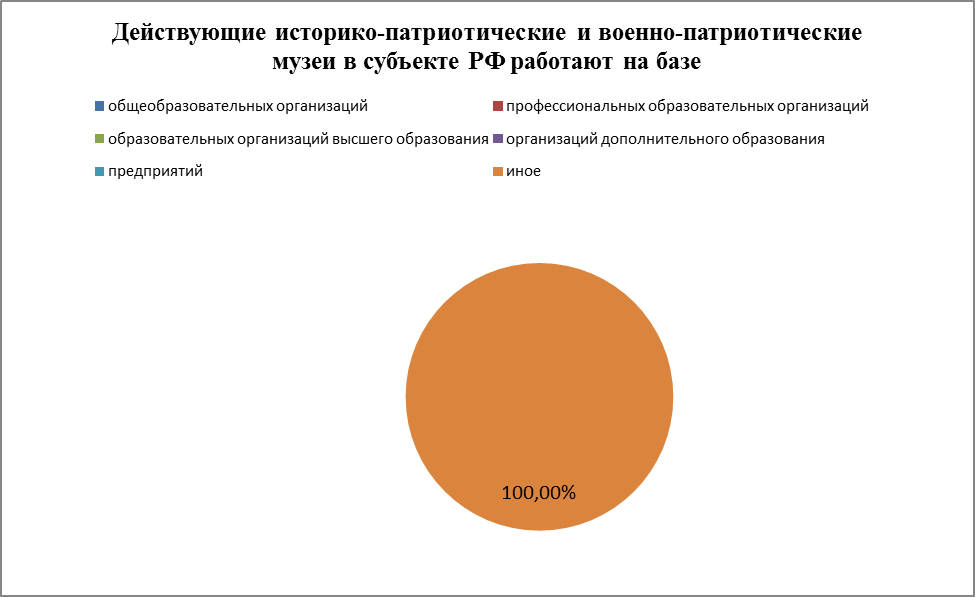 Действующие историко-патриотические и военно-патриотические
музеи в субъекте РФ работают на базе
общеобразовательных организаций
профессиональных образовательных организаций
образовательных организаций высшего образования
организаций дополнительного образования
предприятий
иное
100,00%